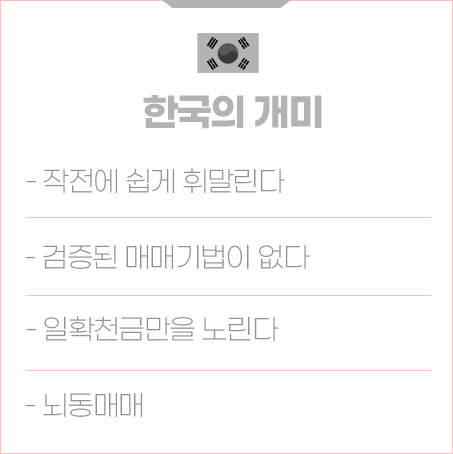 한국의 개미
- 작전에 쉽게 휘말린다
- 검증된 매매기법이 없다
- 일확천금만을 노린다
- 뇌동매매